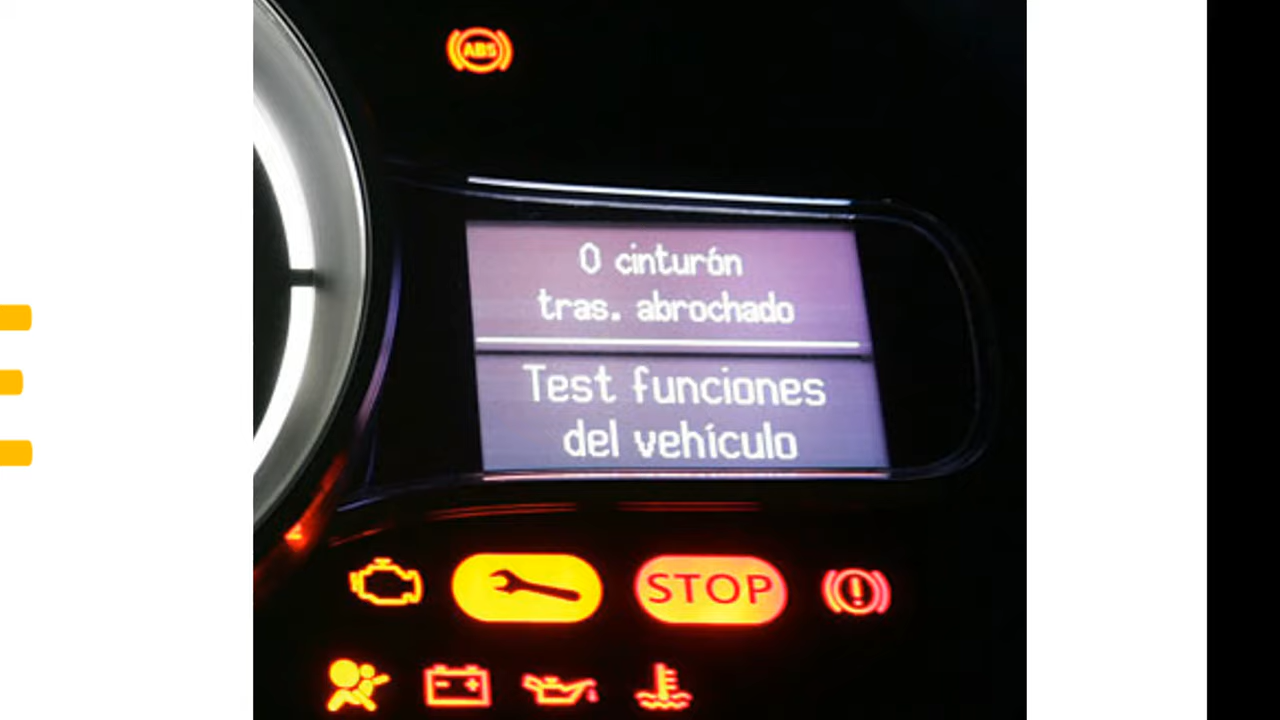 ABS
0 cinturón
tras. abrochado
Test funciones
del vehículo
STOP